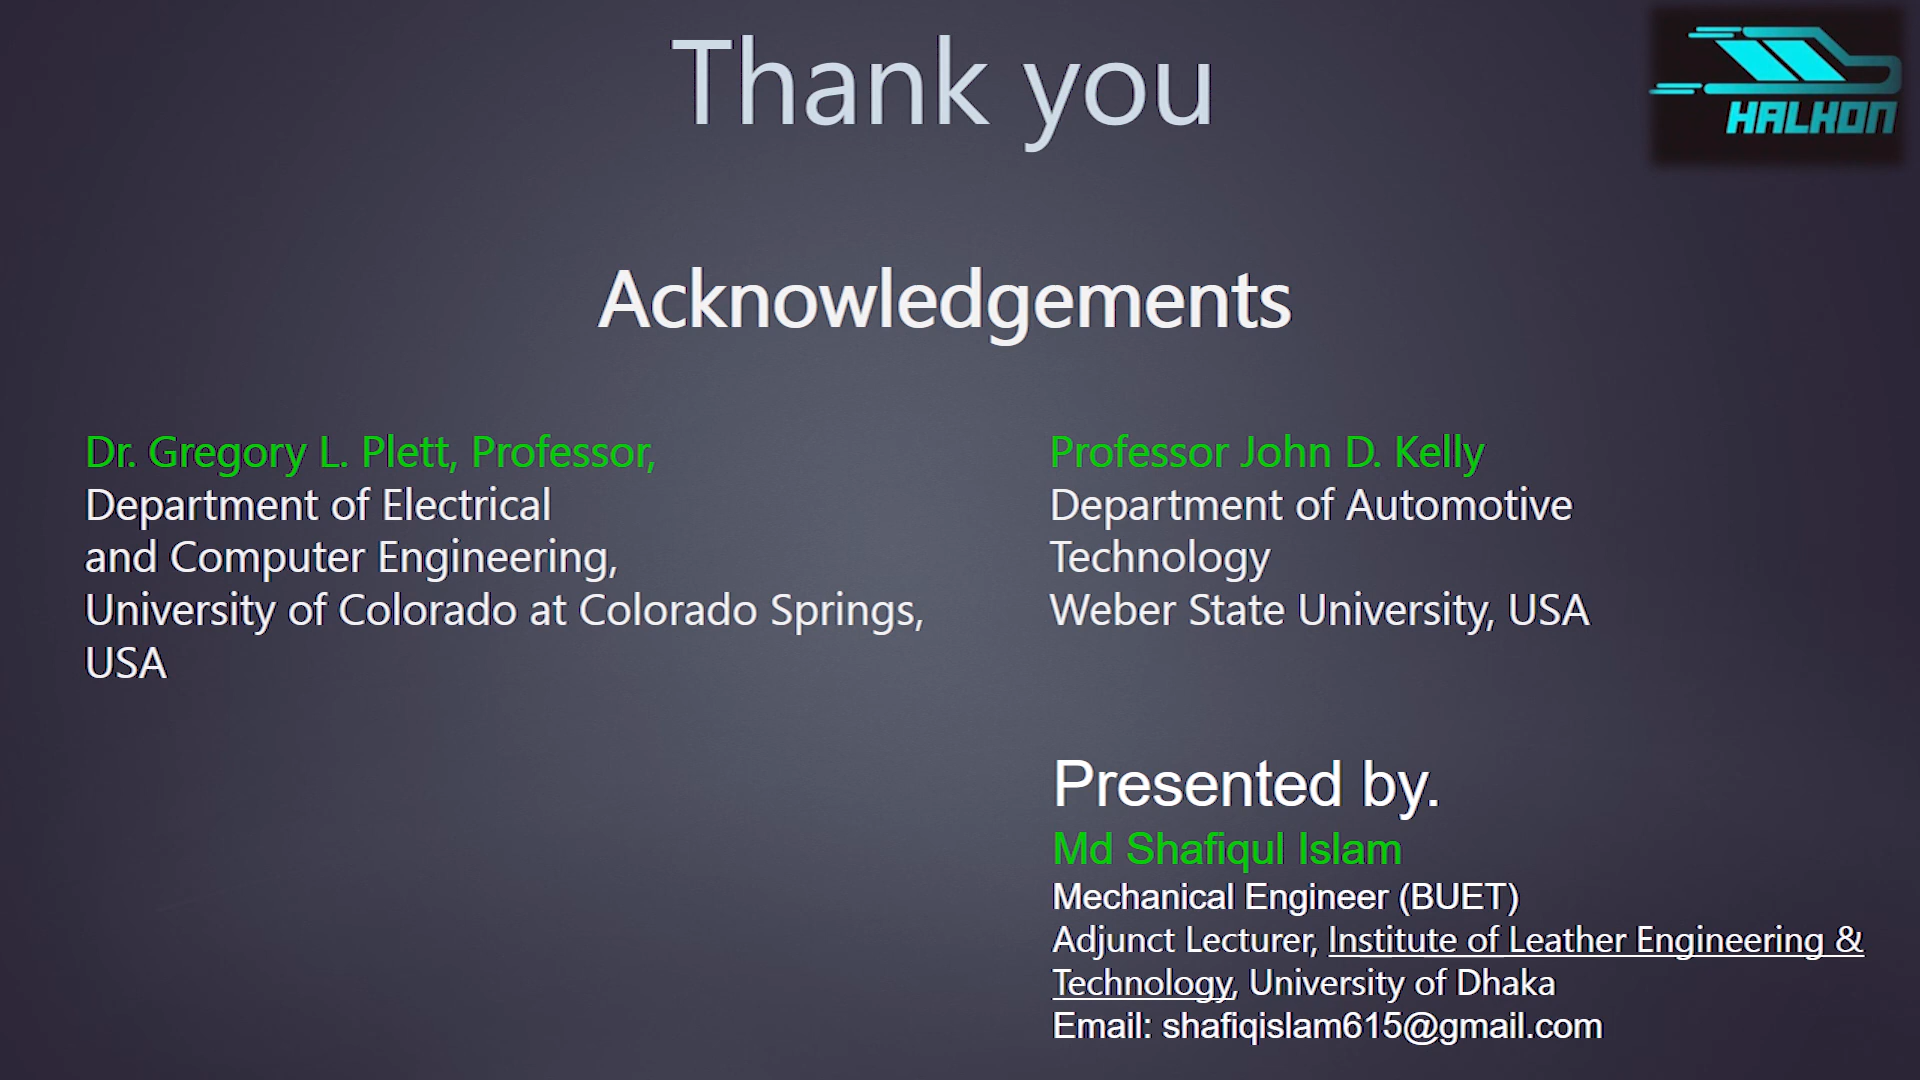 Thank you
HALKON
Acknowledgements
Dr. Gregory L. Plett, Professor,
Department of Electrical
and Computer Engineering,
University of Colorado at Colorado Springs,
USA
Professor John D. Kelly
Department of Automotive
Technology
Weber State University, USA
Presented by.
Md Shafiqul Islam
Mechanical Engineer (BUET)
Adjunct Lecturer, Institute of Leather Engineering &
Technology, University of Dhaka
Email: shafiqislam615@gmail.com